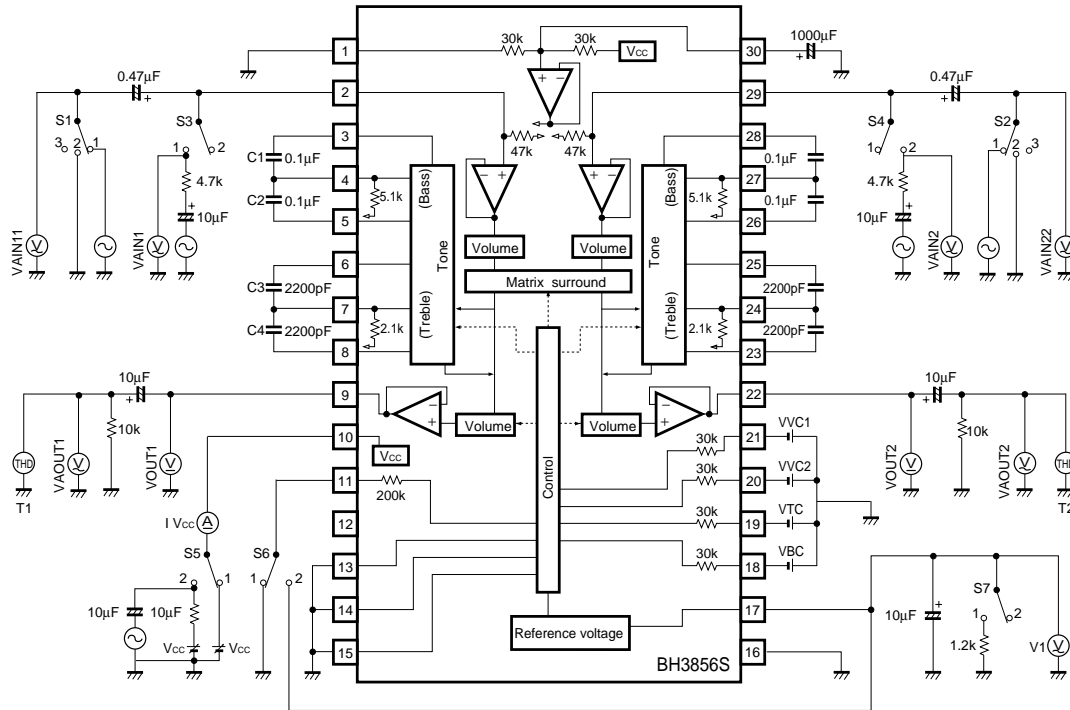 30k 30k
1 VCC 30
1000μF
0.47μF
+
2
+ −
29
0.47μF
+
S1
3 2 1
S3
1 2
3
C1
0.1μF
4
5.1k
C2
0.1μF
5
(Bass)
Tone
(Treble)
47k 47k
− +
− +
Volume Volume
Matrix surround
28
0.1μF
27
5.1k
0.1μF
26
(Bass)
Tone
(Treble)
S4
1 2
S2
1 2 3
4.7k
+
10μF
VAIN11
VAIN1
V
V
4.7k
+
10μF
VAIN2
VAIN22
V
V
6
C3
2200pF
7
2.1k
C4
2200pF
8
25
2200pF
24
2.1k
2200pF
23
10μF
+
9
− +
Volume Volume
− +
22
10μF
+
THD
T1
VAOUT1
V
10k
VOUT1
V
10
VCC
11
200k
12
13
14
15
Control
Reference voltage
30k
21
VVC1
30k
20
VVC2
30k
19
VTC
30k
18
VBC
17
16
VOUT2
V
10k
VAOUT2
V
THD
T2
I VCC
A
S5
2 1
S6
1 2
10μF 10μF
VCC VCC
10μF
+
S7
1 2
1.2k
V1
V
BH3856S